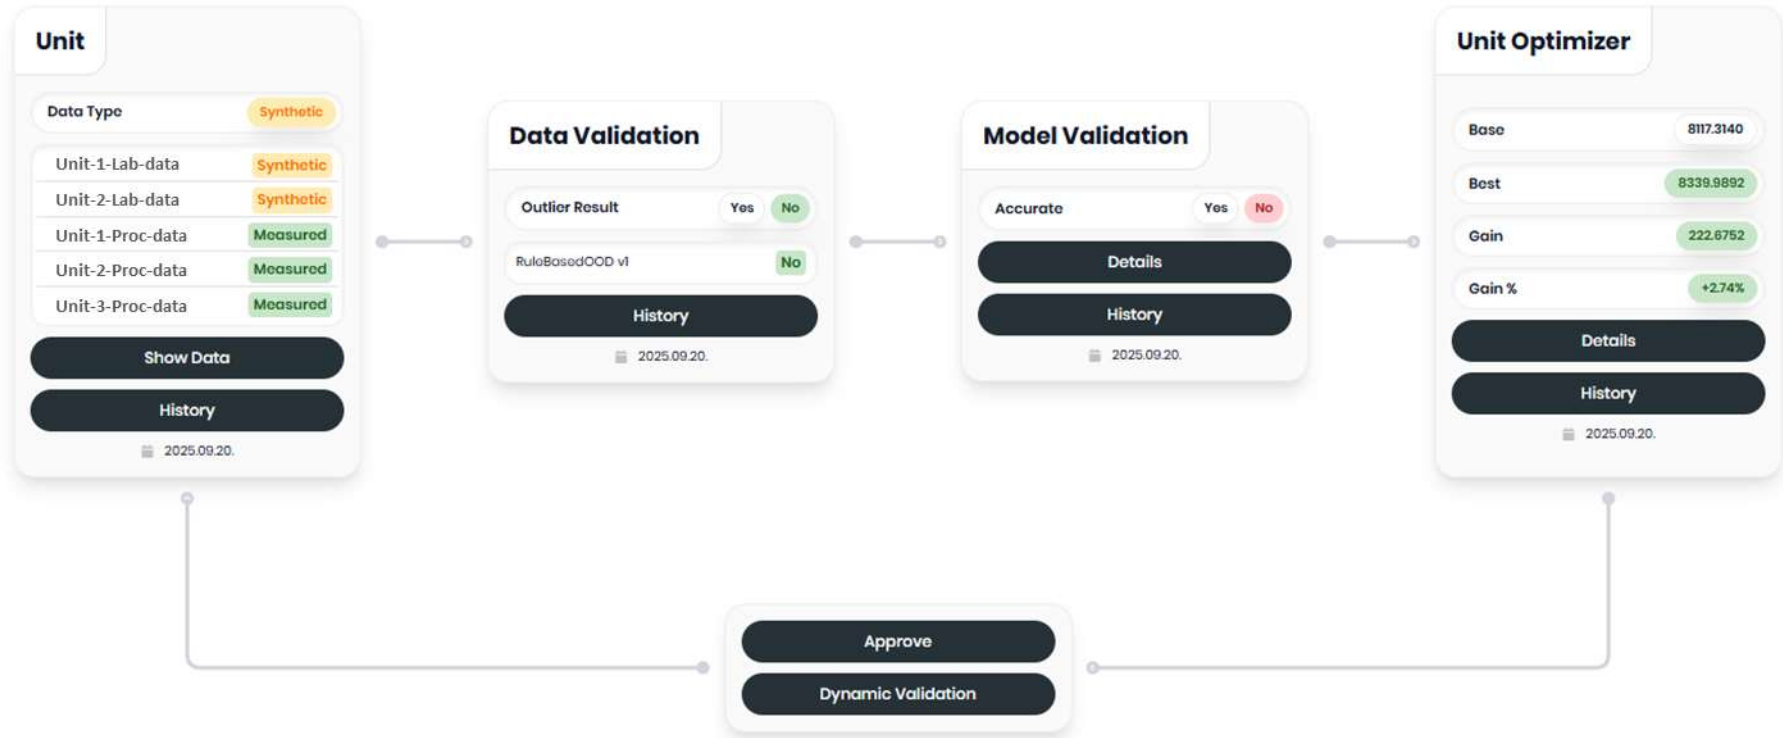 Unit
Data Type Synthetic
Unit-1-Lab-data Synthetic
Unit-2-Lab-data Synthetic
Unit-1-Proc-data Measured
Unit-2-Proc-data Measured
Unit-3-Proc-data Measured
Show Data
History
2025.09.20.
Data Validation
Outlier Result Yes No
RuleBasedOOD v1 No
History
2025.09.20.
Model Validation
Accurate Yes No
Details
History
2025.09.20.
Unit Optimizer
Base 8117.3140
Best 8339.9892
Gain 222.6752
Gain % +2.74%
Details
History
2025.09.20.
Approve
Dynamic Validation